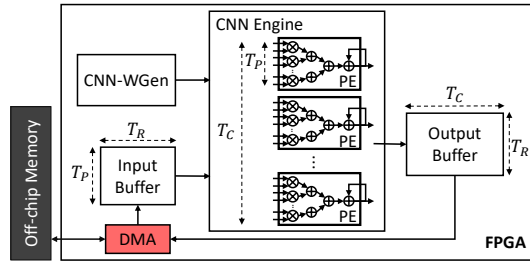 CNN Engine
CNN-WGen
T_P
PE
T_C
PE
⋮
PE
T_R
T_P
Input
Buffer
T_C
T_R
Output
Buffer
Off-chip Memory
DMA
FPGA